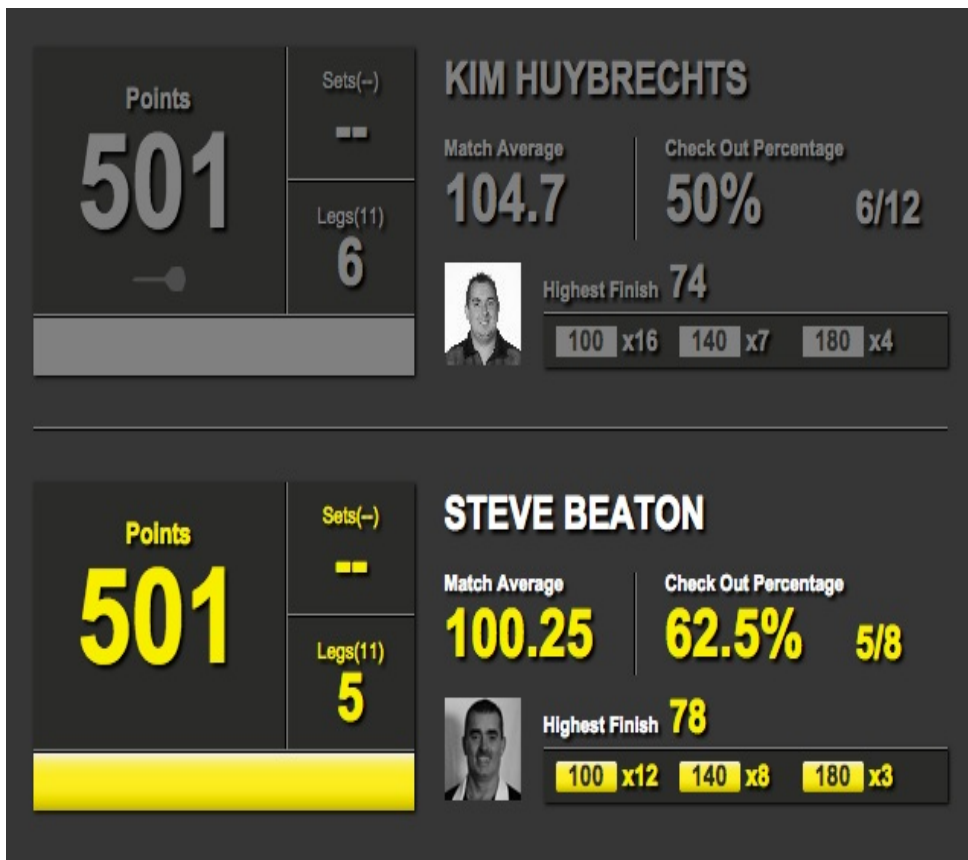 KIM HUYBRECHTS
Points
501
Sets(--)
--
Legs(11)
6
Match Average
104.7
Check Out Percentage
50% 6/12
Highest Finish 74
100 x16 140 x7 180 x4
STEVE BEATON
Points
501
Sets(--)
--
Legs(11)
5
Match Average
100.25
Check Out Percentage
62.5% 5/8
Highest Finish 78
100 x12 140 x8 180 x3